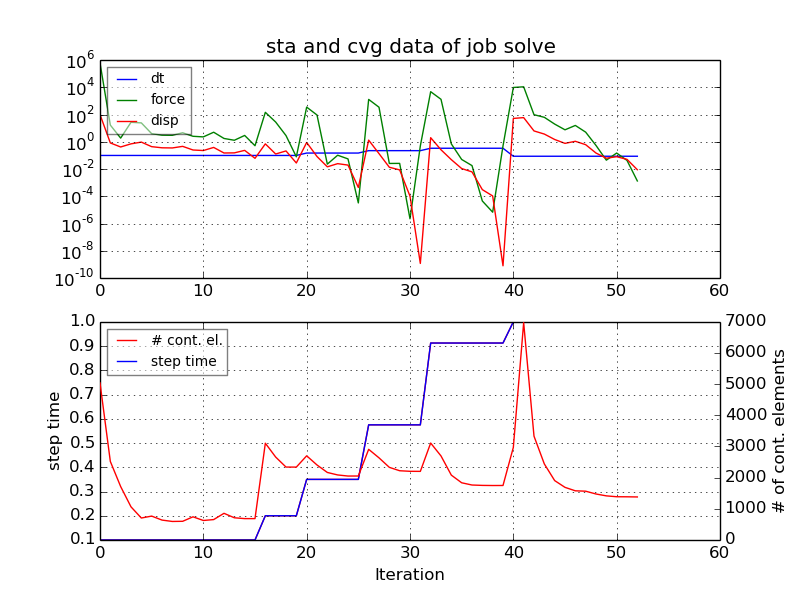 sta and cvg data of job solve
10^6
10^4
10^2
10^0
10^-2
10^-4
10^-6
10^-8
10^-10
dt
force
disp
0 10 20 30 40 50 60
1.0
0.9
0.8
0.7
0.6
0.5
0.4
0.3
0.2
0.1
step time
# cont. el.
step time
7000
6000
5000
4000
3000
2000
1000
0
# of cont. elements
0 10 20 30 40 50 60
Iteration